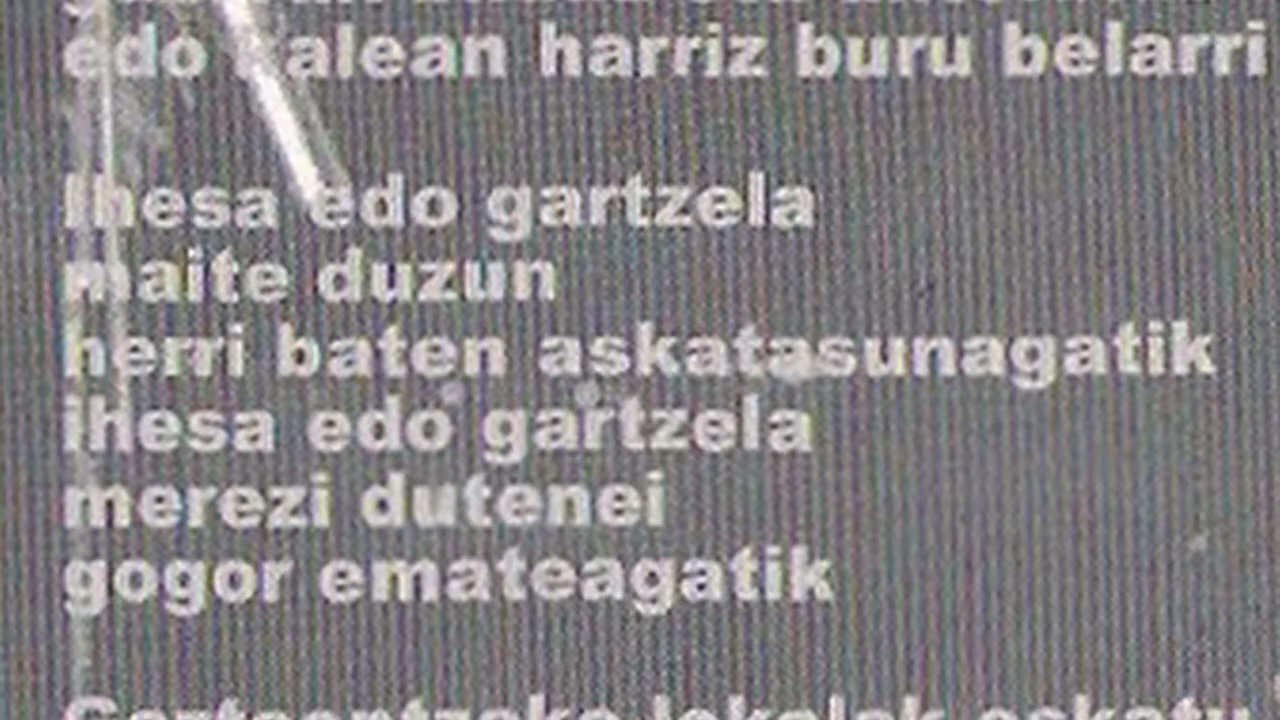 edo kalean harriz buru belarri
Ihesa edo gartzela
maite duzun
herri baten askatasunagatik
ihesa edo gartzela
merezi dutenei
gogor emateagatik